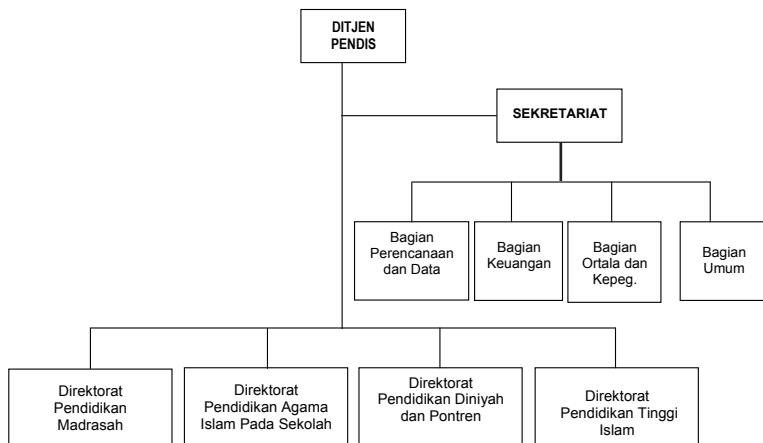 DITJEN
PENDIS
SEKRETARIAT
Bagian
Perencanaan
dan Data
Bagian
Keuangan
Bagian
Ortala dan
Kepeg.
Bagian
Umum
Direktorat
Pendidikan
Madrasah
Direktorat
Pendidikan Agama
Islam Pada Sekolah
Direktorat
Pendidikan Diniyah
dan Pontren
Direktorat
Pendidikan Tinggi
Islam